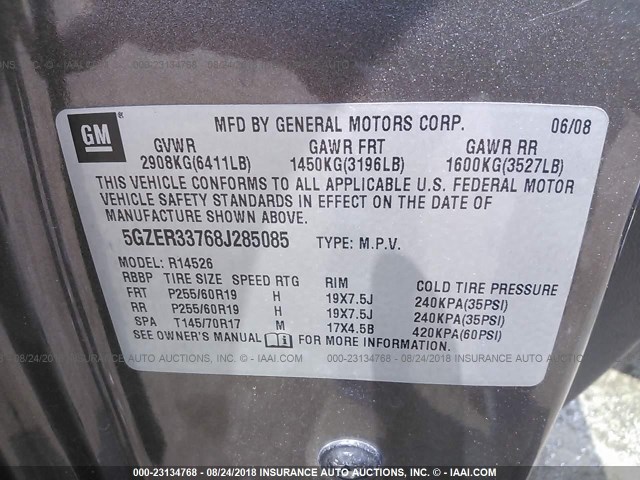 GM ®
MFD BY GENERAL MOTORS CORP. 06/08
GVWR GAWR FRT GAWR RR
2908KG(6411LB) 1450KG(3196LB) 1600KG(3527LB)
THIS VEHICLE CONFORMS TO ALL APPLICABLE U.S. FEDERAL MOTOR
VEHICLE SAFETY STANDARDS IN EFFECT ON THE DATE OF
MANUFACTURE SHOWN ABOVE.
5GZER33768J285085 TYPE: M.P.V.
MODEL: R14526
RBBP TIRE SIZE SPEED RTG RIM COLD TIRE PRESSURE
FRT P255/60R19 H 19X7.5J 240KPA(35PSI)
RR P255/60R19 H 19X7.5J 240KPA(35PSI)
SPA T145/70R17 M 17X4.5B 420KPA(60PSI)
SEE OWNER'S MANUAL FOR MORE INFORMATION.
000-23134768 - 08/24/2018 INSURANCE AUTO AUCTIONS SVCS. - © - IAAI.COM